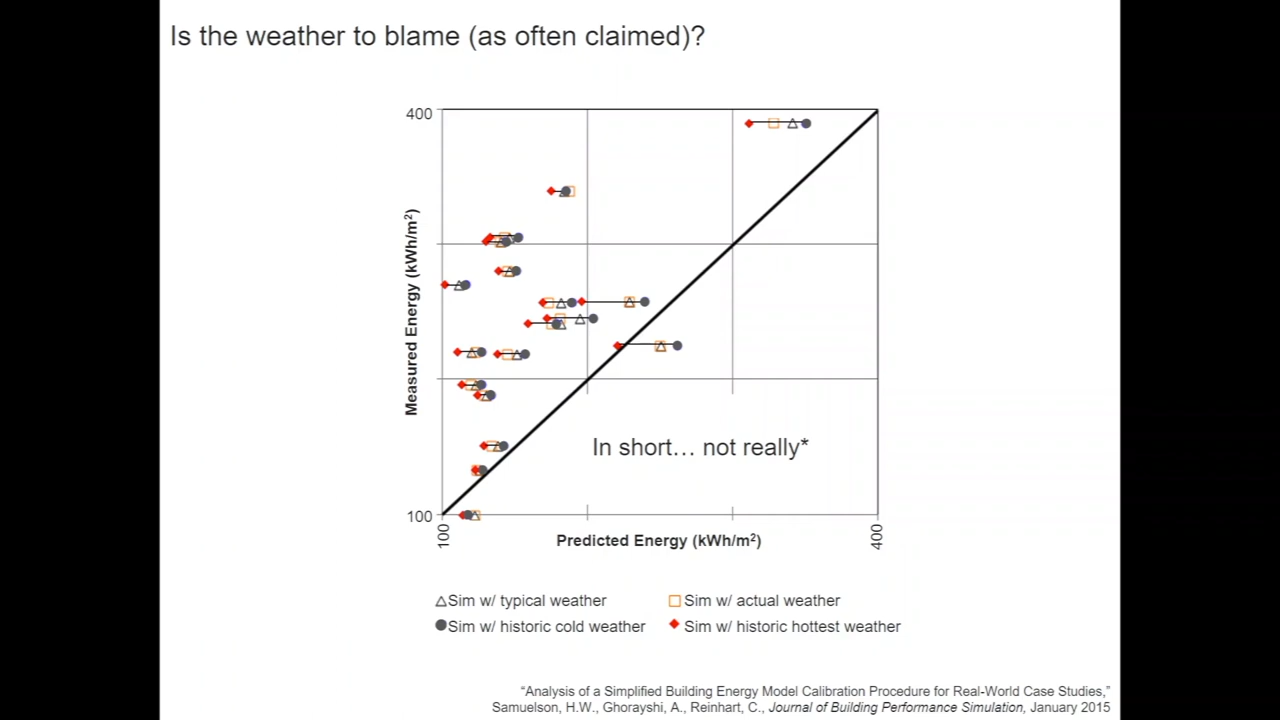 Is the weather to blame (as often claimed)?
400
Measured Energy (kWh/m²)
In short… not really*
100
100
Predicted Energy (kWh/m²)
400
Sim w/ typical weather
Sim w/ actual weather
Sim w/ historic cold weather
Sim w/ historic hottest weather
“Analysis of a Simplified Building Energy Model Calibration Procedure for Real-World Case Studies,”
Samuelson, H.W., Ghorayshi, A., Reinhart, C., Journal of Building Performance Simulation, January 2015